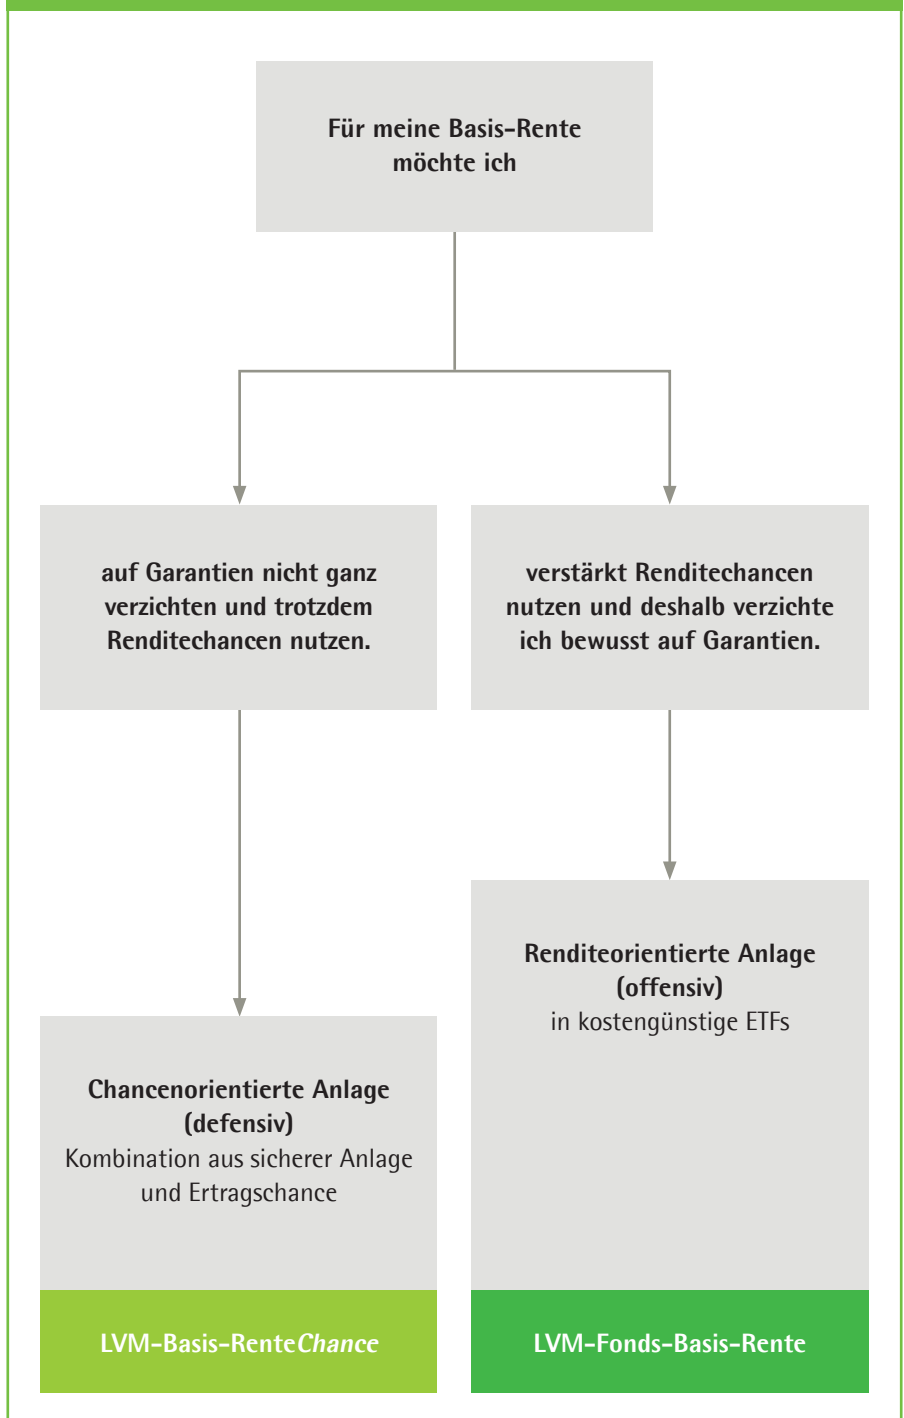 Für meine Basis-Rente
möchte ich
auf Garantien nicht ganz
verzichten und trotzdem
Renditechancen nutzen.
verstärkt Renditechancen
nutzen und deshalb verzichte
ich bewusst auf Garantien.
Chancenorientierte Anlage
(defensiv)
Kombination aus sicherer Anlage
und Ertragschance
LVM-Basis-RenteChance
Renditeorientierte Anlage
(offensiv)
in kostengünstige ETFs
LVM-Fonds-Basis-Rente